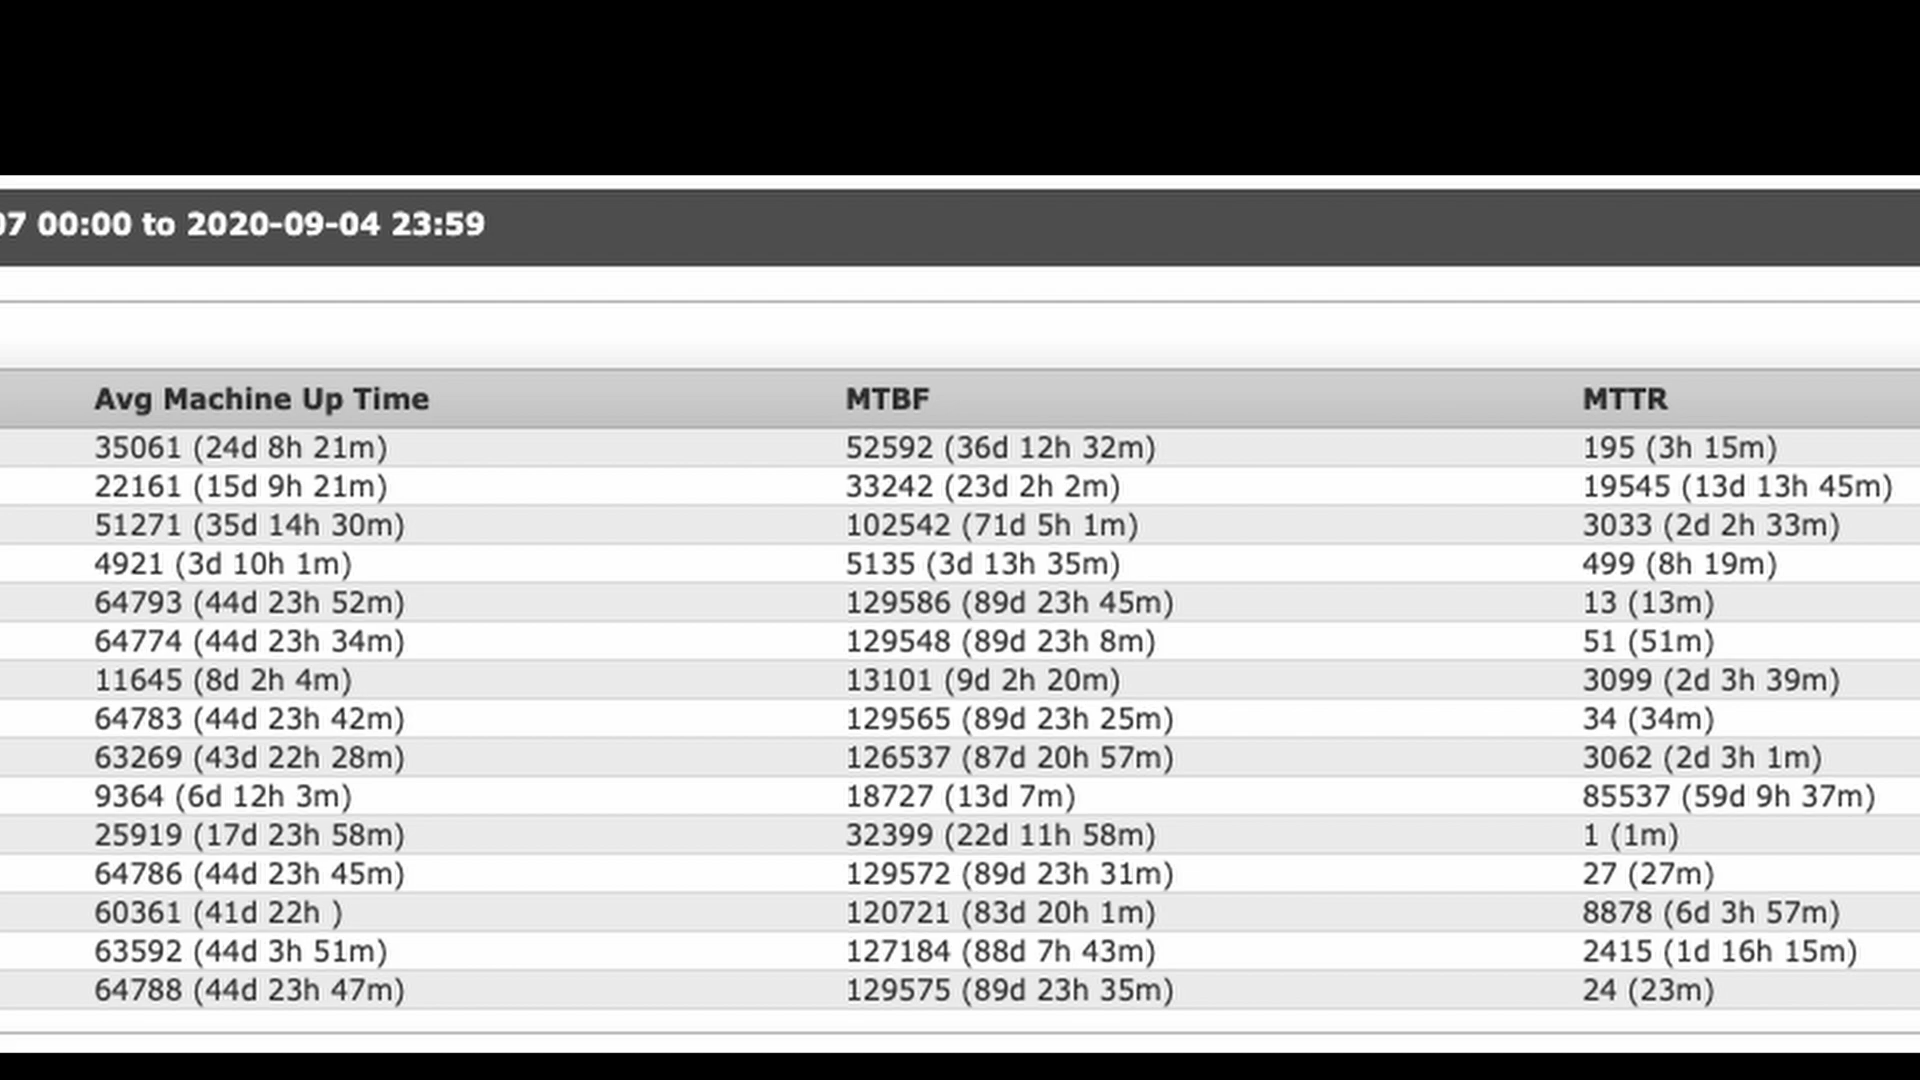 07 00:00 to 2020-09-04 23:59
Avg Machine Up Time MTBF MTTR
35061 (24d 8h 21m) 52592 (36d 12h 32m) 195 (3h 15m)
22161 (15d 9h 21m) 33242 (23d 2h 2m) 19545 (13d 13h 45m)
51271 (35d 14h 30m) 102542 (71d 5h 1m) 3033 (2d 2h 33m)
4921 (3d 10h 1m) 5135 (3d 13h 35m) 499 (8h 19m)
64793 (44d 23h 52m) 129586 (89d 23h 45m) 13 (13m)
64774 (44d 23h 34m) 129548 (89d 23h 8m) 51 (51m)
11645 (8d 2h 4m) 13101 (9d 2h 20m) 3099 (2d 3h 39m)
64783 (44d 23h 42m) 129565 (89d 23h 25m) 34 (34m)
63269 (43d 22h 28m) 126537 (87d 20h 57m) 3062 (2d 3h 1m)
9364 (6d 12h 3m) 18727 (13d 7m) 85537 (59d 9h 37m)
25919 (17d 23h 58m) 32399 (22d 11h 58m) 1 (1m)
64786 (44d 23h 45m) 129572 (89d 23h 31m) 27 (27m)
60361 (41d 22h ) 120721 (83d 20h 1m) 8878 (6d 3h 57m)
63592 (44d 3h 51m) 127184 (88d 7h 43m) 2415 (1d 16h 15m)
64788 (44d 23h 47m) 129575 (89d 23h 35m) 24 (23m)